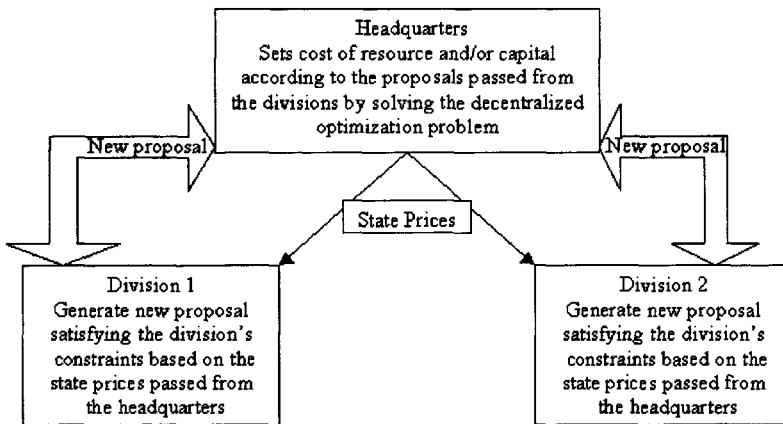 Headquarters
Sets cost of resource and/or capital
according to the proposals passed from
the divisions by solving the decentralized
optimization problem
New proposal
New proposal
State Prices
Division 1
Generate new proposal
satisfying the division's
constraints based on the
state prices passed from
the headquarters
Division 2
Generate new proposal
satisfying the division's
constraints based on the
state prices passed from
the headquarters